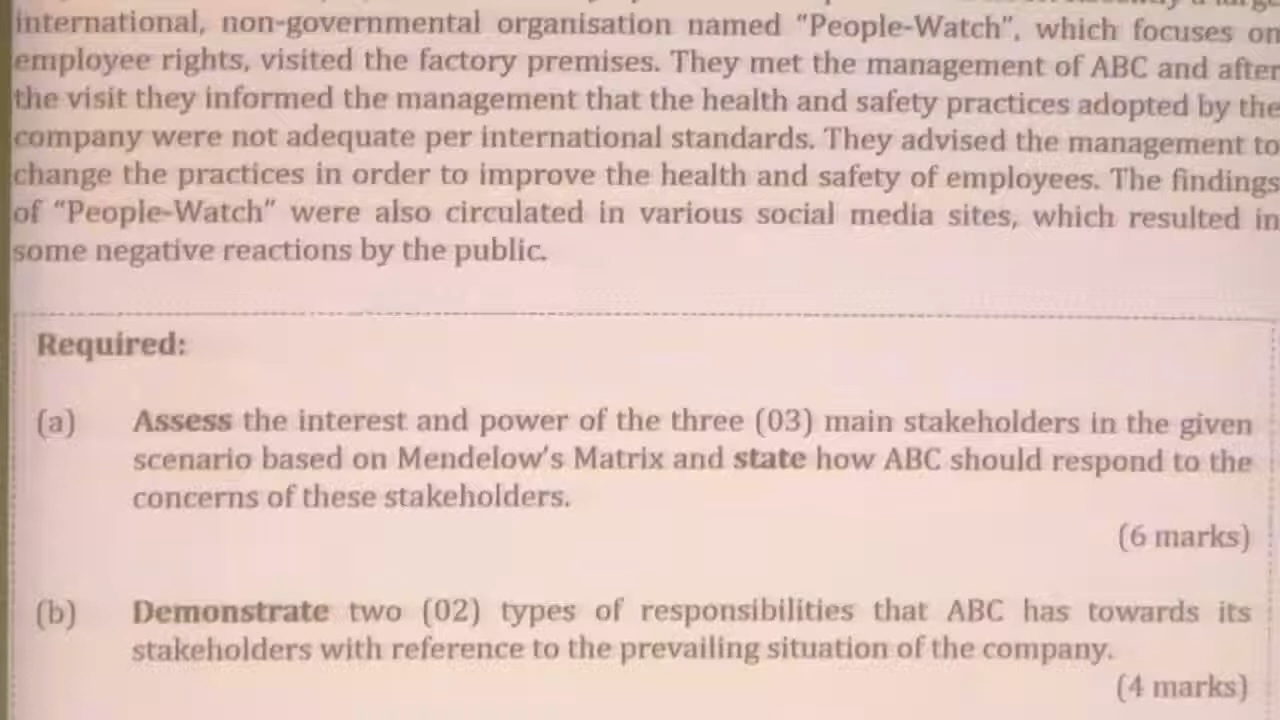 international, non-governmental organisation named “People-Watch”, which focuses on
employee rights, visited the factory premises. They met the management of ABC and after
the visit they informed the management that the health and safety practices adopted by the
company were not adequate per international standards. They advised the management to
change the practices in order to improve the health and safety of employees. The findings
of “People-Watch” were also circulated in various social media sites, which resulted in
some negative reactions by the public.
Required:
(a) Assess the interest and power of the three (03) main stakeholders in the given
scenario based on Mendelow’s Matrix and state how ABC should respond to the
concerns of these stakeholders.
(6 marks)
(b) Demonstrate two (02) types of responsibilities that ABC has towards its
stakeholders with reference to the prevailing situation of the company.
(4 marks)